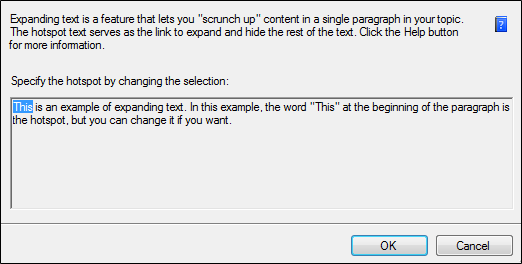 Expanding text is a feature that lets you "scrunch up" content in a single paragraph in your topic.
The hotspot text serves as the link to expand and hide the rest of the text. Click the Help button
for more information.
?
Specify the hotspot by changing the selection:
This is an example of expanding text. In this example, the word "This" at the beginning of the paragraph is
the hotspot, but you can change it if you want.
OK
Cancel